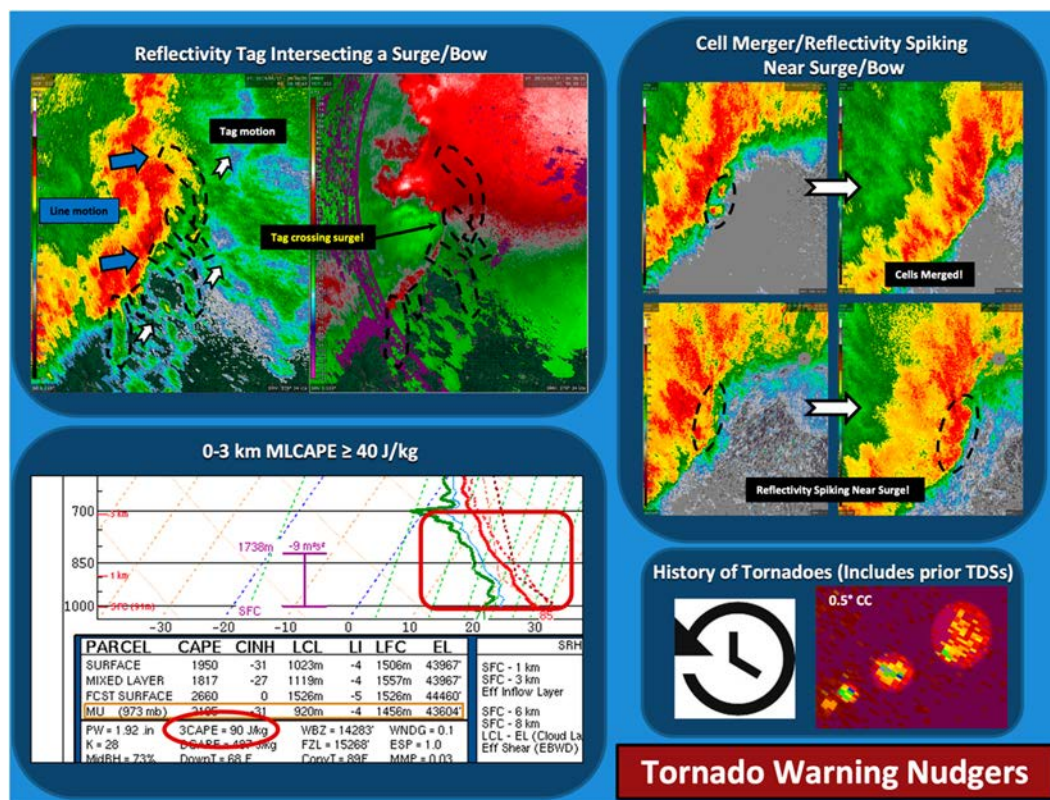 Reflectivity Tag Intersecting a Surge/Bow
Tag motion
Line motion
Tag crossing surge!
Cell Merger/Reflectivity Spiking
Near Surge/Bow
Cells Merged!
Reflectivity Spiking Near Surge!
0-3 km MLCAPE ≥ 40 J/kg
700
3 km
1738m
850
1 km
1000
SFC
71
85
-30 -20 -10 0 10 20 30
PARCEL CAPE CINH LCL LI LFC EL
SURFACE 1950 -31 1023m -4 1506m 43967'
MIXED LAYER 1817 -27 1119m -4 1557m 43967'
FCST SURFACE 2660 0 1526m -5 1526m 44460'
MU (973 mb) -31 920m -4 1456m 43604'
PW = 1.92 in 3CAPE = 90 J/kg WBZ = 14283' WNDG = 0.1
K = 28 FZL = 15268' ESP = 1.0
MidRH = 73% DownT = 68 F ConvT = 89F MMP = 0.03
SRH
SFC - 1 km
SFC - 3 km
Eff Inflow Layer
SFC - 6 km
SFC - 8 km
LCL - EL (Cloud La
Eff Shear (EBWD)
History of Tornadoes (Includes prior TDSs)
0.5° CC
Tornado Warning Nudgers